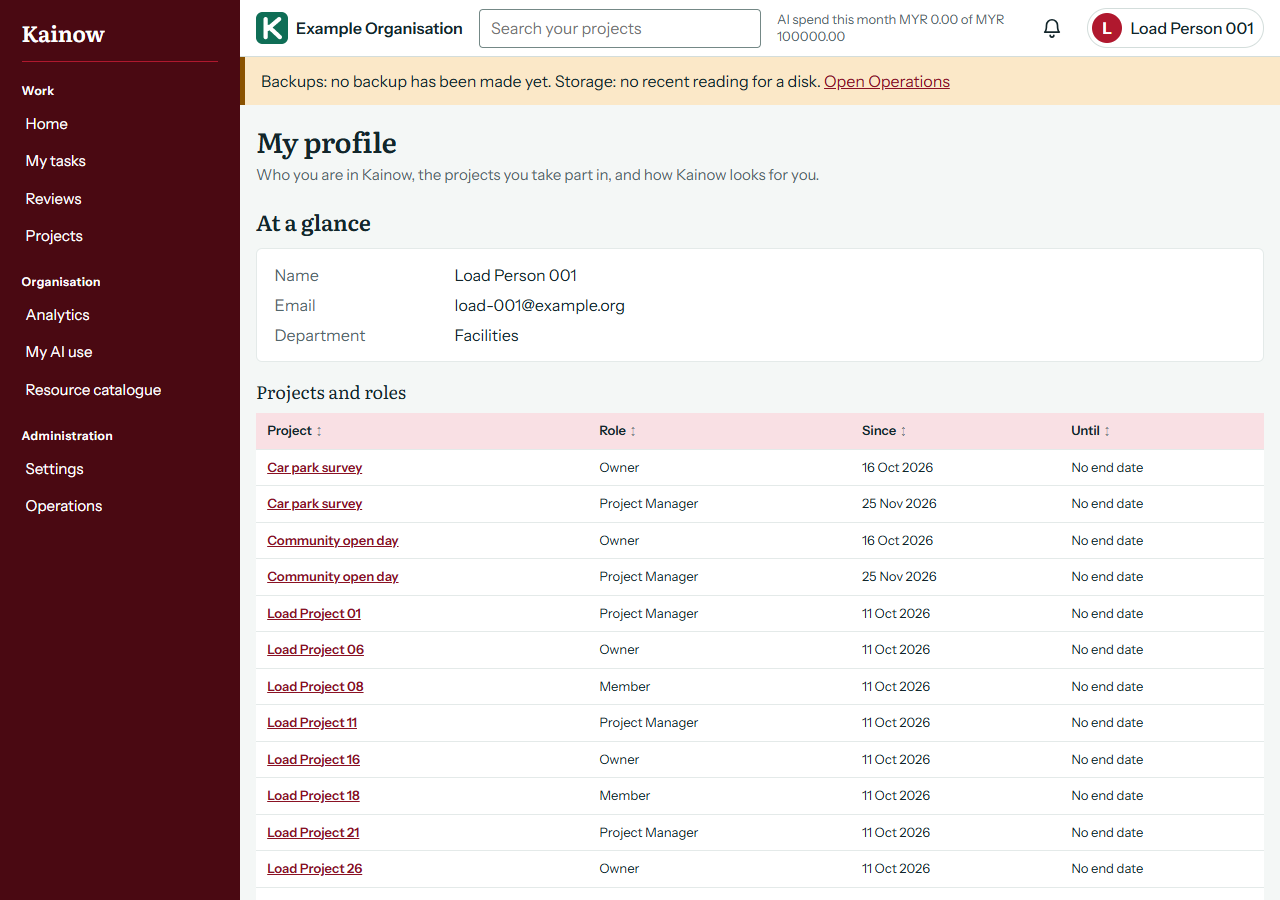 Kainow
Work
Home
My tasks
Reviews
Projects
Organisation
Analytics
My AI use
Resource catalogue
Administration
Settings
Operations
K Example Organisation
Search your projects
AI spend this month MYR 0.00 of MYR
100000.00
L Load Person 001
Backups: no backup has been made yet. Storage: no recent reading for a disk. Open Operations
My profile
Who you are in Kainow, the projects you take part in, and how Kainow looks for you.
At a glance
Name Load Person 001
Email load-001@example.org
Department Facilities
Projects and roles
Project ↕ Role ↕ Since ↕ Until ↕
Car park survey Owner 16 Oct 2026 No end date
Car park survey Project Manager 25 Nov 2026 No end date
Community open day Owner 16 Oct 2026 No end date
Community open day Project Manager 25 Nov 2026 No end date
Load Project 01 Project Manager 11 Oct 2026 No end date
Load Project 06 Owner 11 Oct 2026 No end date
Load Project 08 Member 11 Oct 2026 No end date
Load Project 11 Project Manager 11 Oct 2026 No end date
Load Project 16 Owner 11 Oct 2026 No end date
Load Project 18 Member 11 Oct 2026 No end date
Load Project 21 Project Manager 11 Oct 2026 No end date
Load Project 26 Owner 11 Oct 2026 No end date